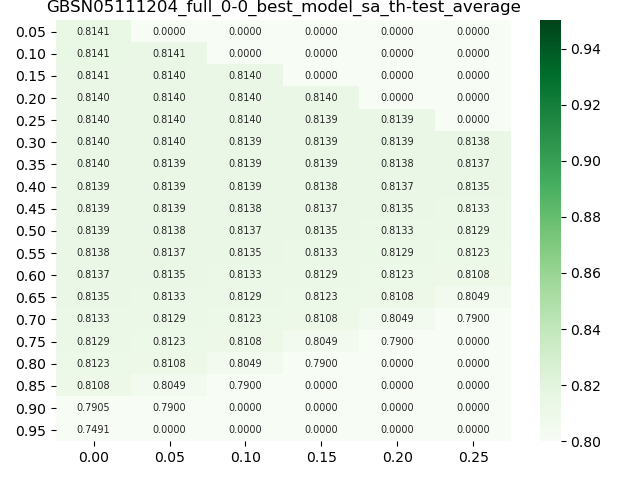 GBSN05111204_full_0-0_best_model_sa_th-test_average
0.05 0.8141 0.0000 0.0000 0.0000 0.0000 0.0000
0.10 0.8141 0.8141 0.0000 0.0000 0.0000 0.0000
0.15 0.8141 0.8140 0.8140 0.0000 0.0000 0.0000
0.20 0.8140 0.8140 0.8140 0.8140 0.0000 0.0000
0.25 0.8140 0.8140 0.8140 0.8139 0.8139 0.0000
0.30 0.8140 0.8140 0.8139 0.8139 0.8139 0.8138
0.35 0.8140 0.8139 0.8139 0.8139 0.8138 0.8137
0.40 0.8139 0.8139 0.8139 0.8138 0.8137 0.8135
0.45 0.8139 0.8139 0.8138 0.8137 0.8135 0.8133
0.50 0.8139 0.8138 0.8137 0.8135 0.8133 0.8129
0.55 0.8138 0.8137 0.8135 0.8133 0.8129 0.8123
0.60 0.8137 0.8135 0.8133 0.8129 0.8123 0.8108
0.65 0.8135 0.8133 0.8129 0.8123 0.8108 0.8049
0.70 0.8133 0.8129 0.8123 0.8108 0.8049 0.7900
0.75 0.8129 0.8123 0.8108 0.8049 0.7900 0.0000
0.80 0.8123 0.8108 0.8049 0.7900 0.0000 0.0000
0.85 0.8108 0.8049 0.7900 0.0000 0.0000 0.0000
0.90 0.7905 0.7900 0.0000 0.0000 0.0000 0.0000
0.95 0.7491 0.0000 0.0000 0.0000 0.0000 0.0000
0.00 0.05 0.10 0.15 0.20 0.25
0.94
0.92
0.90
0.88
0.86
0.84
0.82
0.80